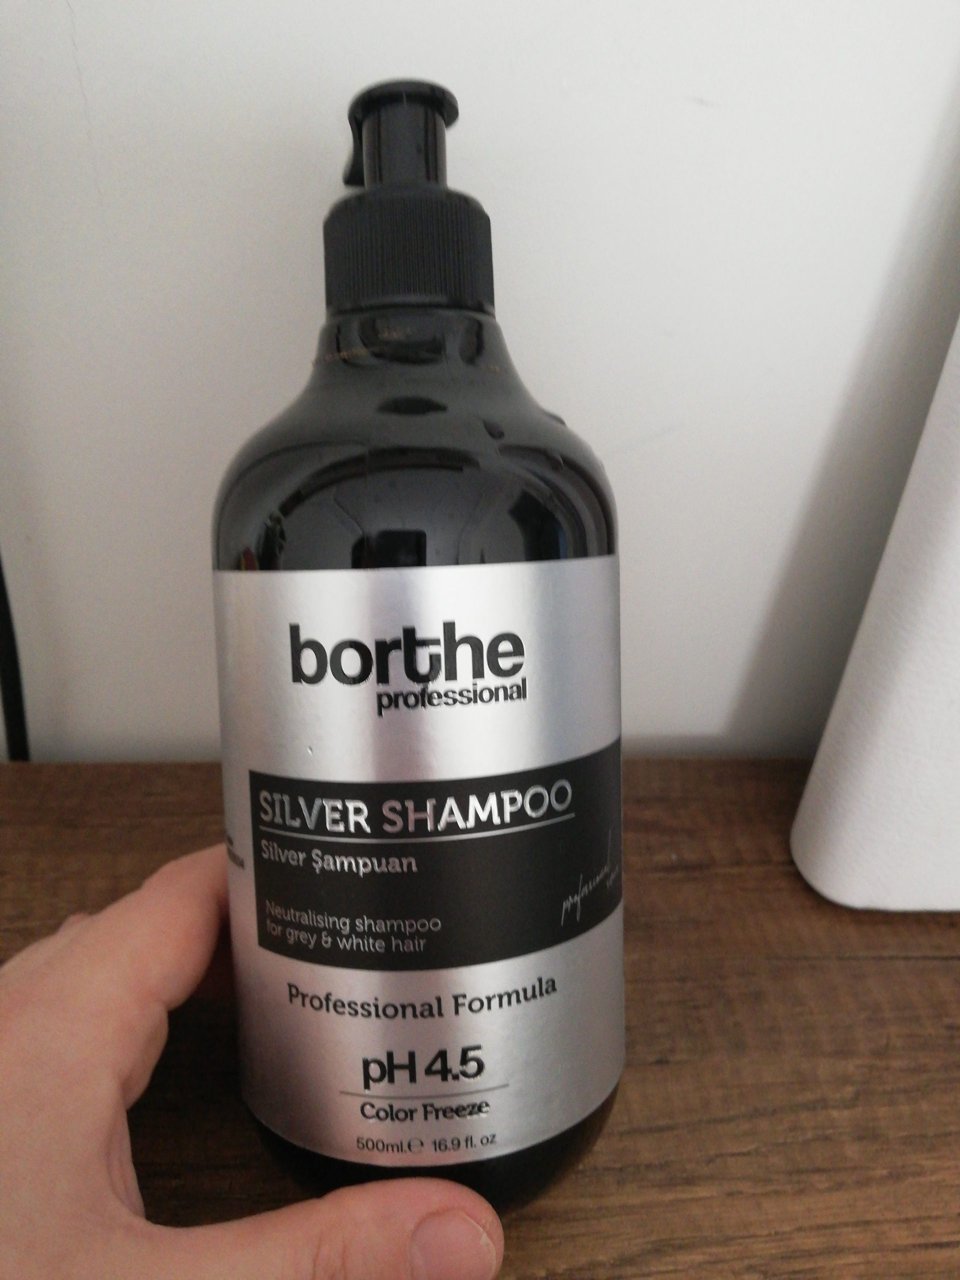 borthe
professional
SILVER SHAMPOO
Silver Şampuan
Neutralising shampoo
for grey & white hair
professional
Professional Formula
pH 4.5
Color Freeze
500ml.℮ 16.9 fl. oz